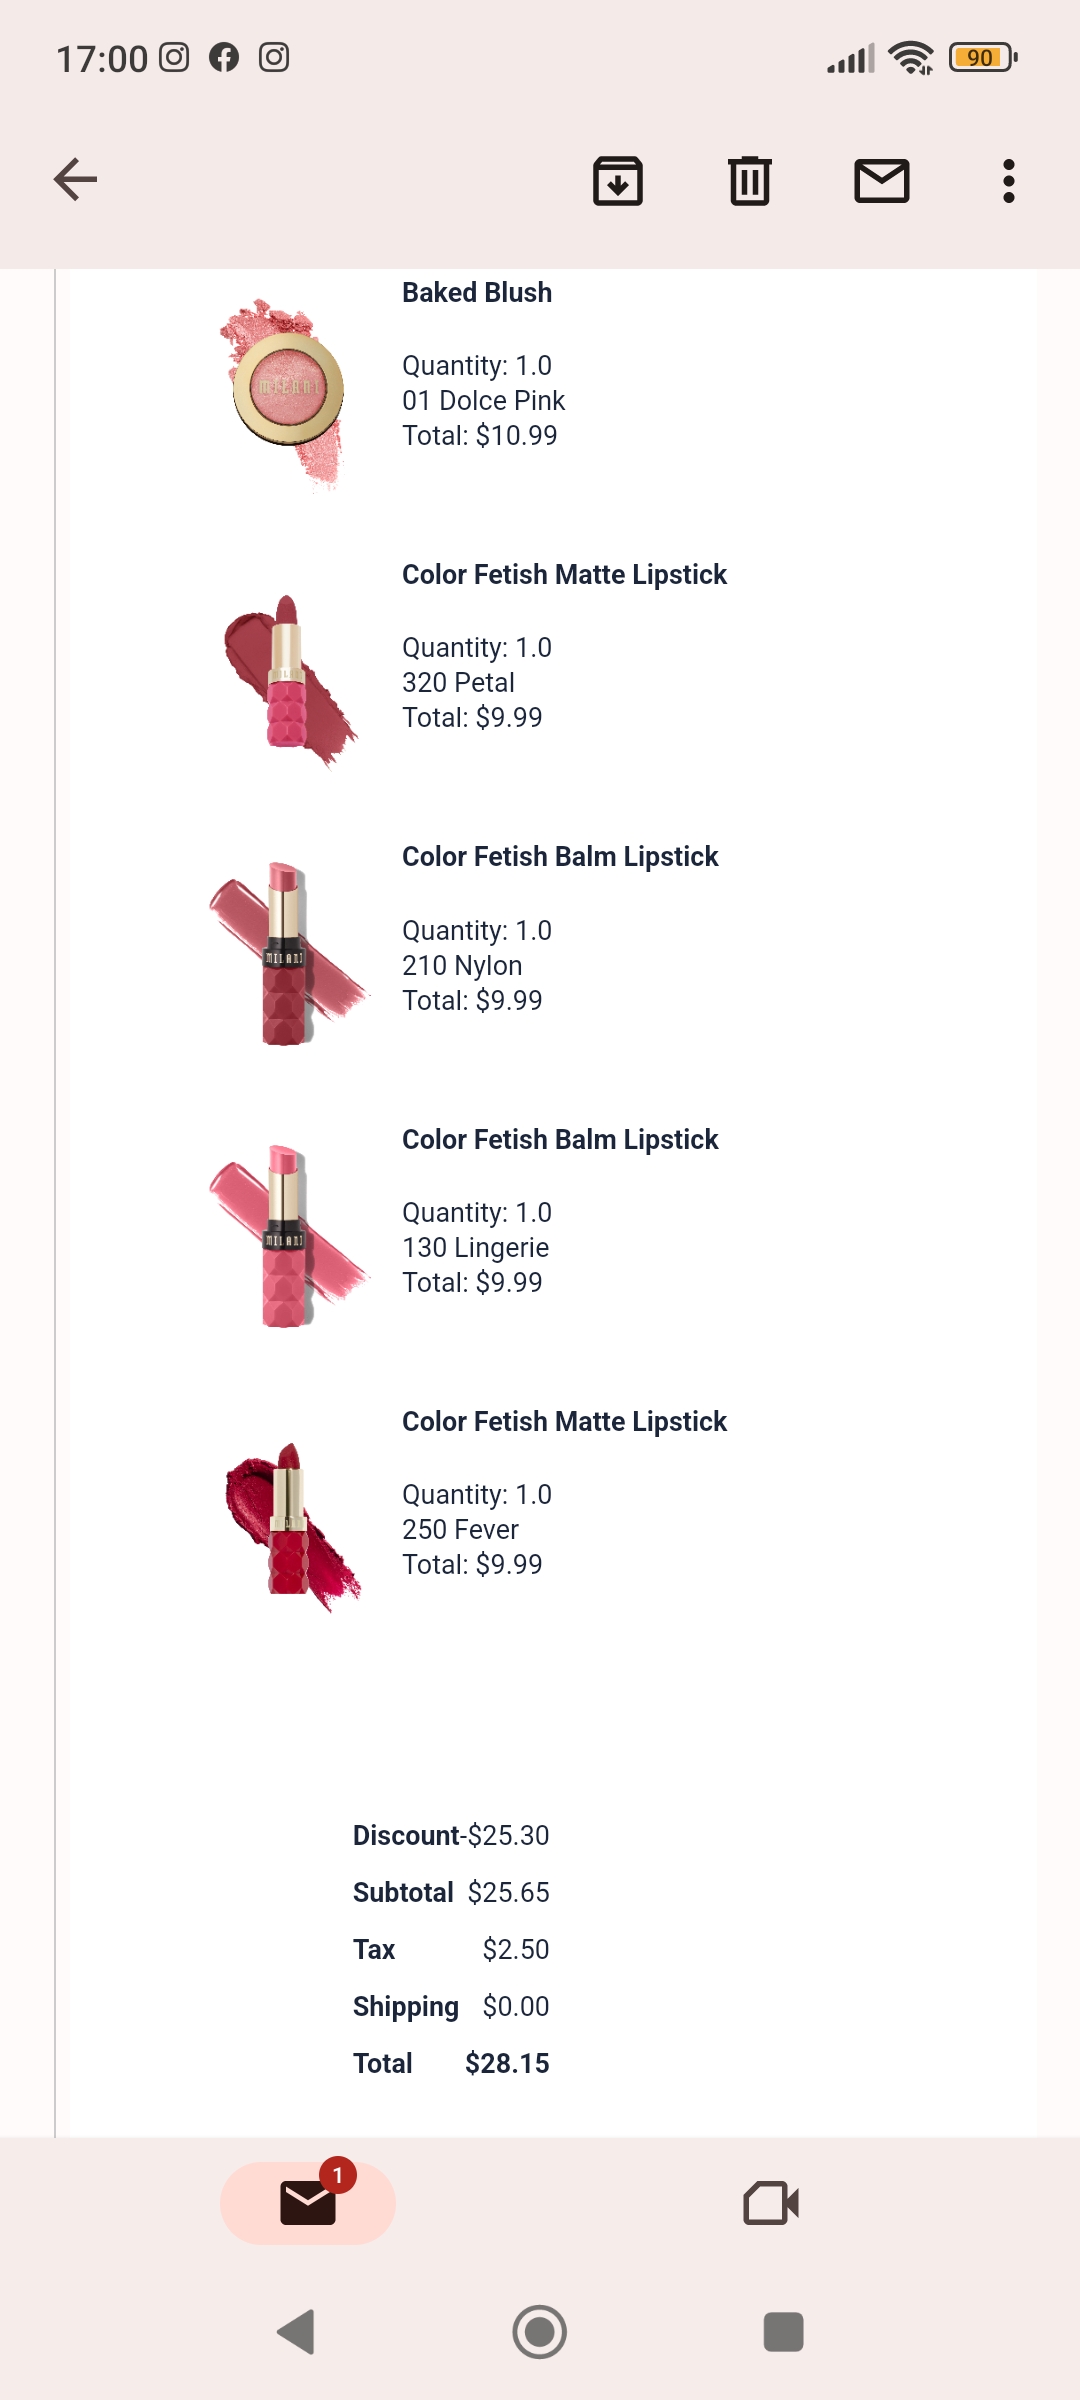 17:00
90
Baked Blush
MILANI
Quantity: 1.0
01 Dolce Pink
Total: $10.99
Color Fetish Matte Lipstick
Quantity: 1.0
320 Petal
Total: $9.99
Color Fetish Balm Lipstick
Quantity: 1.0
MILANI
210 Nylon
Total: $9.99
Color Fetish Balm Lipstick
Quantity: 1.0
MILANI
130 Lingerie
Total: $9.99
Color Fetish Matte Lipstick
Quantity: 1.0
250 Fever
Total: $9.99
Discount-$25.30
Subtotal $25.65
Tax $2.50
Shipping $0.00
Total $28.15
1